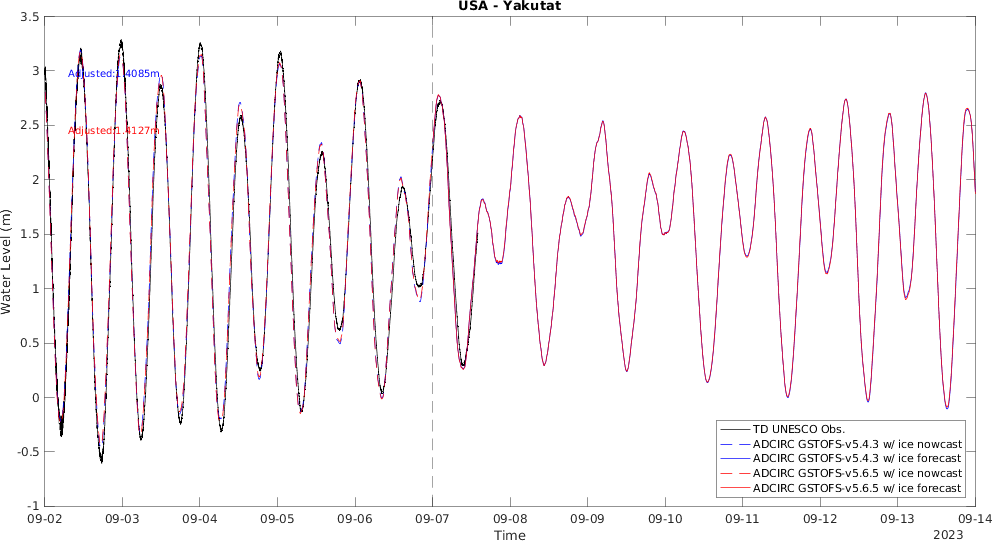 USA - Yakutat
3.5
3
2.5
2
1.5
1
0.5
0
-0.5
-1
Water Level (m)
Adjusted:1.4085m
Adjusted:1.4127m
TD UNESCO Obs.
ADCIRC GSTOFS-v5.4.3 w/ ice nowcast
ADCIRC GSTOFS-v5.4.3 w/ ice forecast
ADCIRC GSTOFS-v5.6.5 w/ ice nowcast
ADCIRC GSTOFS-v5.6.5 w/ ice forecast
09-02 09-03 09-04 09-05 09-06 09-07 09-08 09-09 09-10 09-11 09-12 09-13 09-14
Time
2023